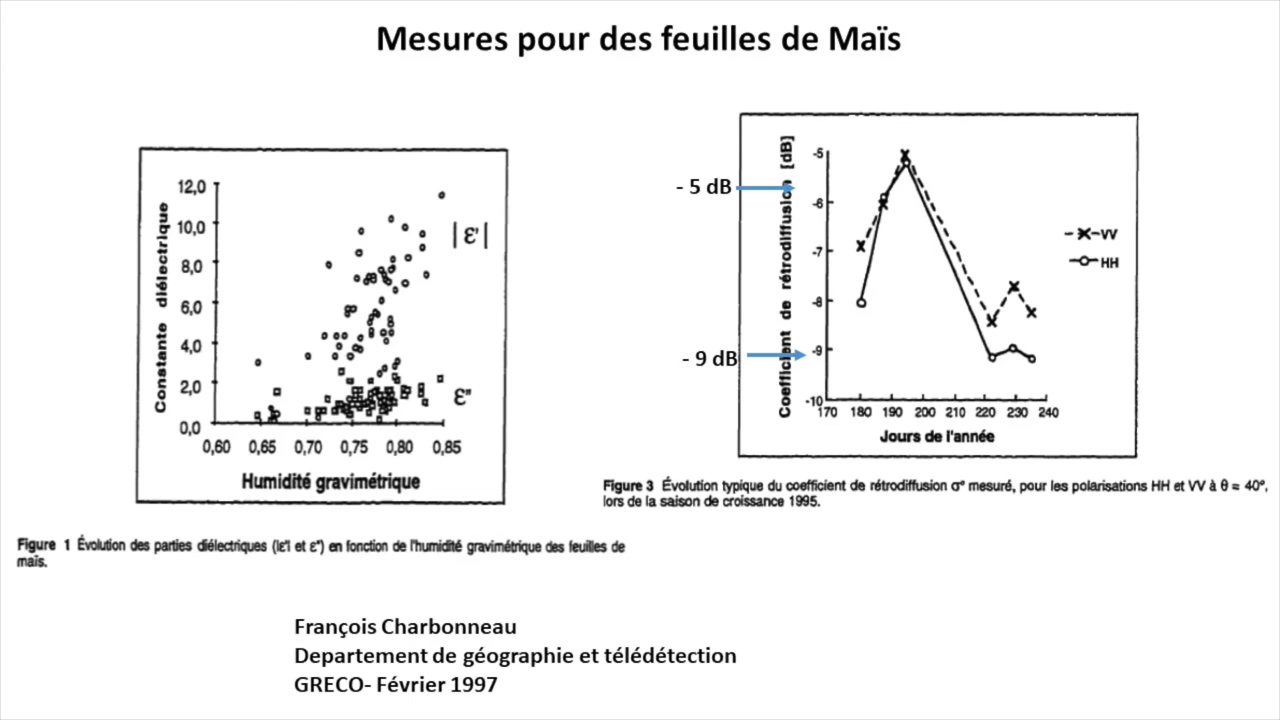 Mesures pour des feuilles de Maïs
12,0
10,0
8,0
6,0
4,0
2,0
0,0
Constante diélectrique
|ε'|
ε"
0,60 0,65 0,70 0,75 0,80 0,85
Humidité gravimétrique
Figure 1 Évolution des parties diélectriques (|ε'| et ε") en fonction de l'humidité gravimétrique des feuilles de
maïs.
- 5 dB
- 9 dB
Coefficient de rétrodiffusion [dB]
-5
-6
-7
-8
-9
-10
170 180 190 200 210 220 230 240
Jours de l'année
VV
HH
Figure 3 Évolution typique du coefficient de rétrodiffusion σ° mesuré, pour les polarisations HH et VV à θ = 40°,
lors de la saison de croissance 1995.
François Charbonneau
Departement de géographie et télédétection
GRECO- Février 1997